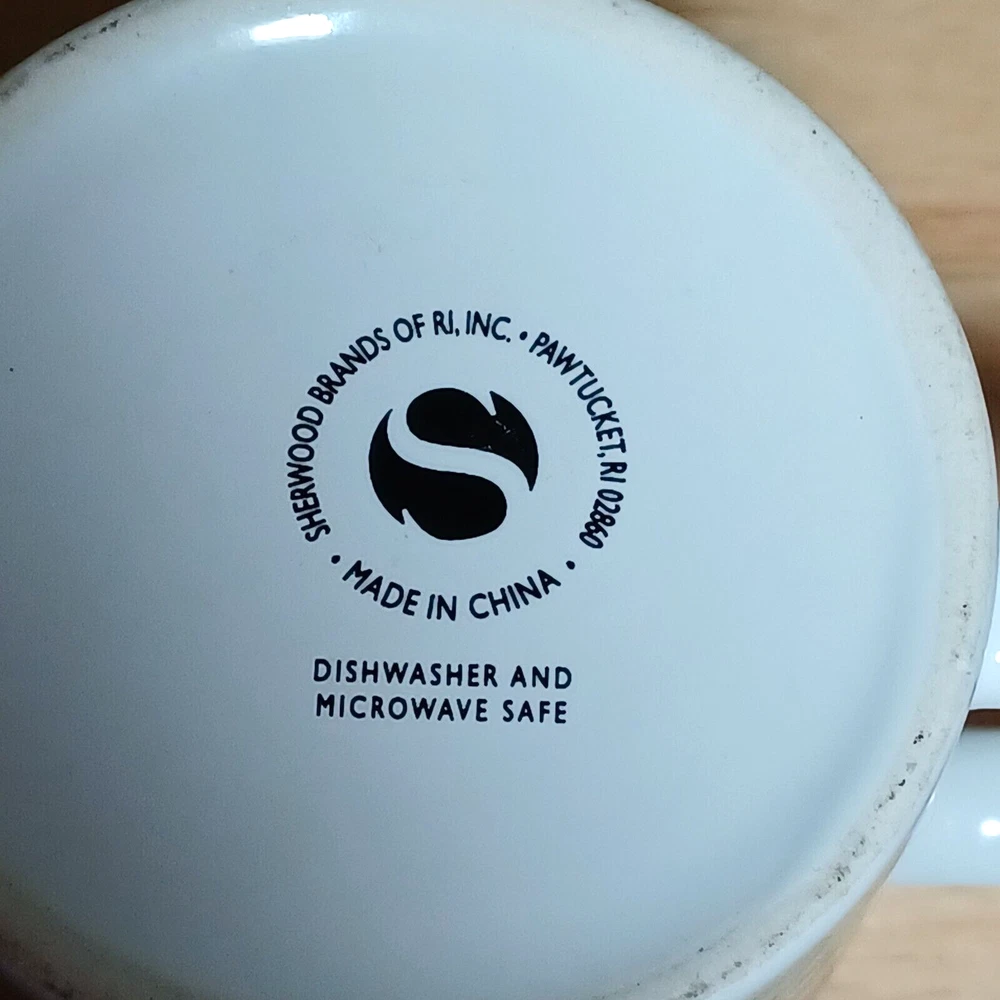 SHERWOOD BRANDS OF RI, INC. • PAWTUCKET, RI 02860
• MADE IN CHINA •
DISHWASHER AND
MICROWAVE SAFE